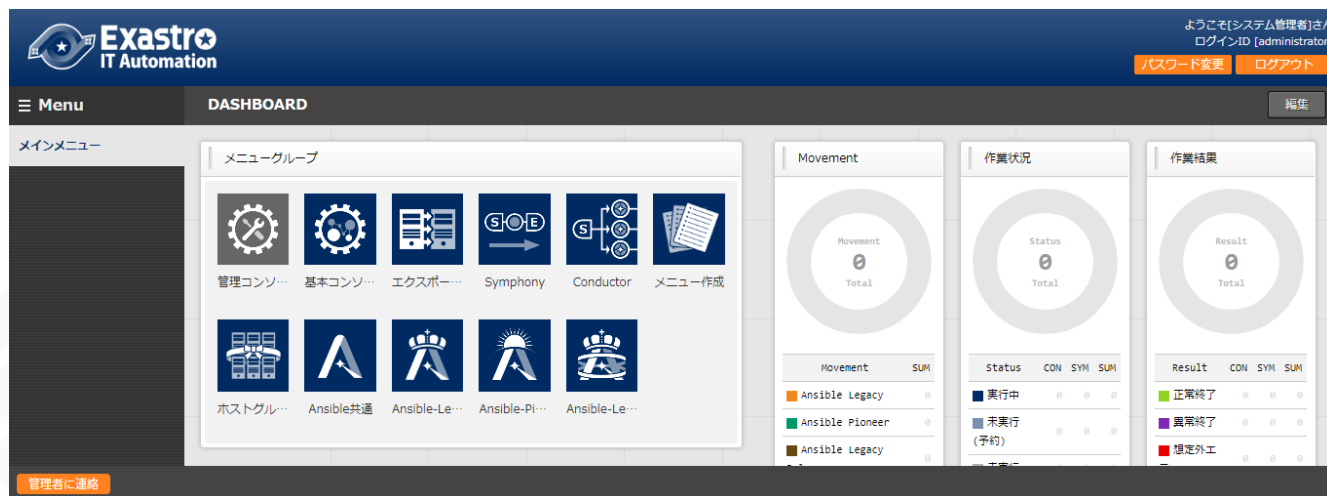 Exastro
IT Automation
ようこそ[システム管理者]さん
ログインID [administrator
パスワード変更 ログアウト
☰ Menu
DASHBOARD
編集
メインメニュー
メニューグループ
管理コンソ…
基本コンソ…
エクスポー…
Symphony
Conductor
メニュー作成
ホストグル…
Ansible共通
Ansible-Le…
Ansible-Pi…
Ansible-Le…
Movement
Movement
0
Total
Movement SUM
Ansible Legacy 0
Ansible Pioneer 0
Ansible Legacy 0
作業状況
Status
0
Total
Status CON SYM SUM
実行中 0 0 0
未実行
(予約) 0 0 0
作業結果
Result
0
Total
Result CON SYM SUM
正常終了 0 0 0
異常終了 0 0 0
想定外エ 0 0 0
管理者に連絡